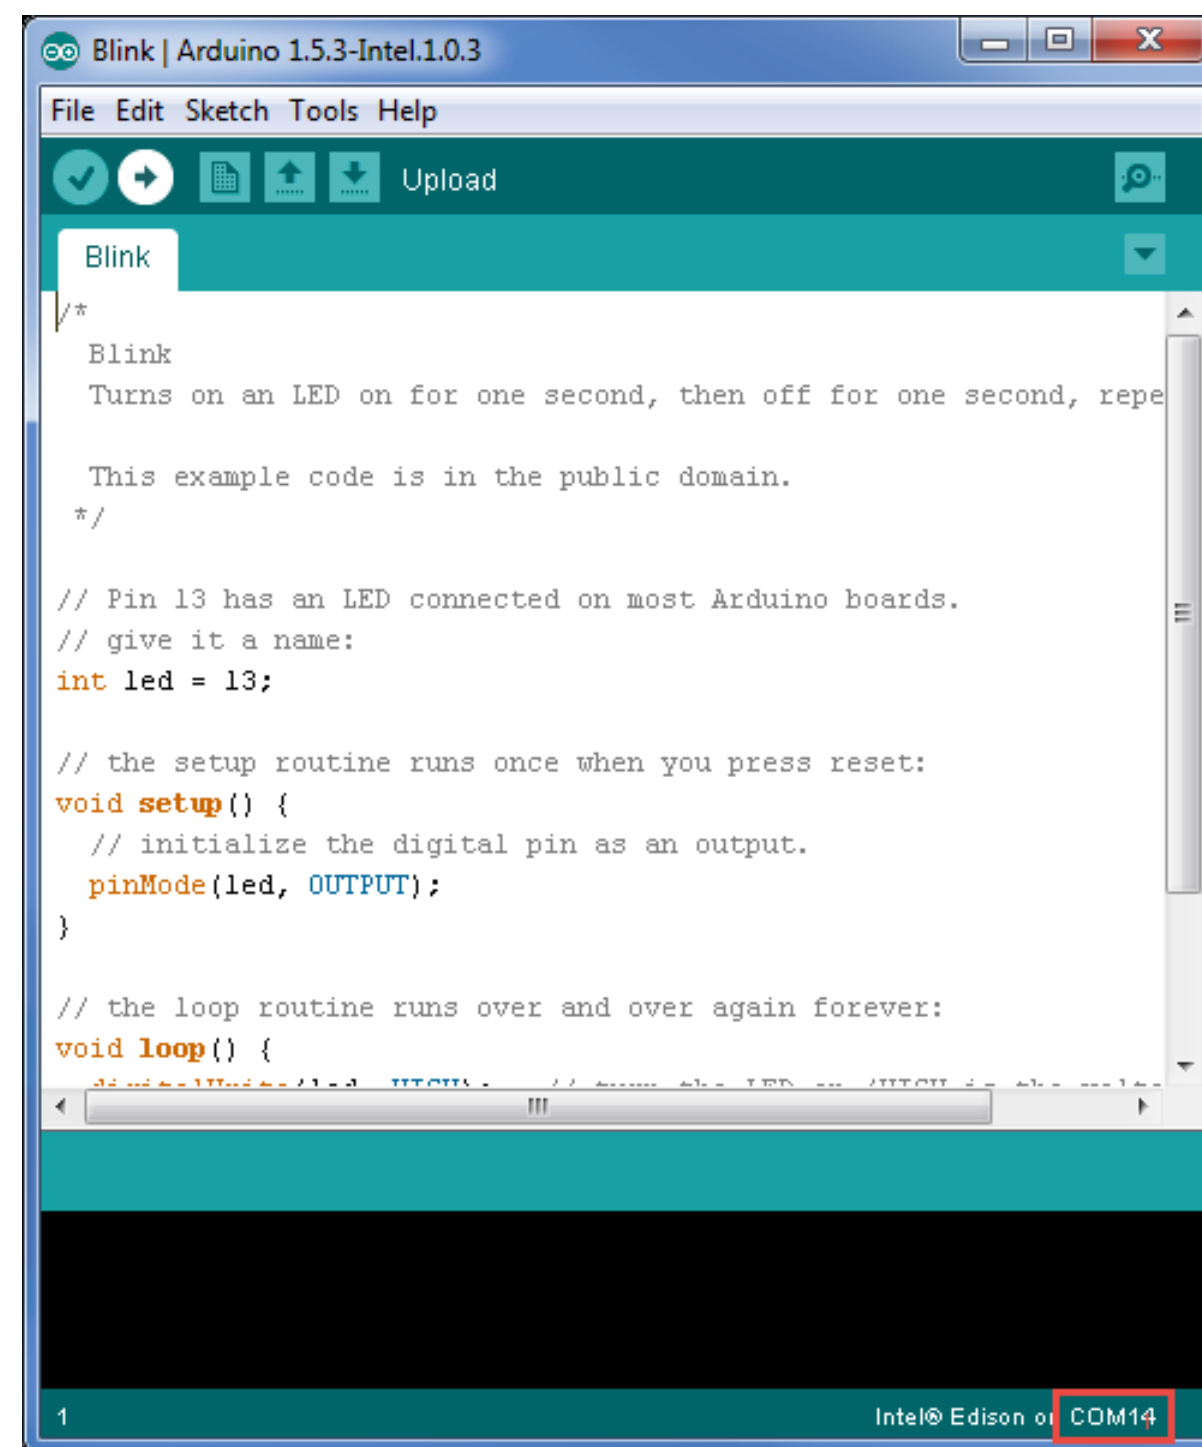 Blink | Arduino 1.5.3-Intel.1.0.3
File Edit Sketch Tools Help
Upload
Blink
/*
Blink
Turns on an LED on for one second, then off for one second, repe
This example code is in the public domain.
*/
// Pin 13 has an LED connected on most Arduino boards.
// give it a name:
int led = 13;
// the setup routine runs once when you press reset:
void setup() {
// initialize the digital pin as an output.
pinMode(led, OUTPUT);
}
// the loop routine runs over and over again forever:
void loop() {
1
Intel® Edison on COM14